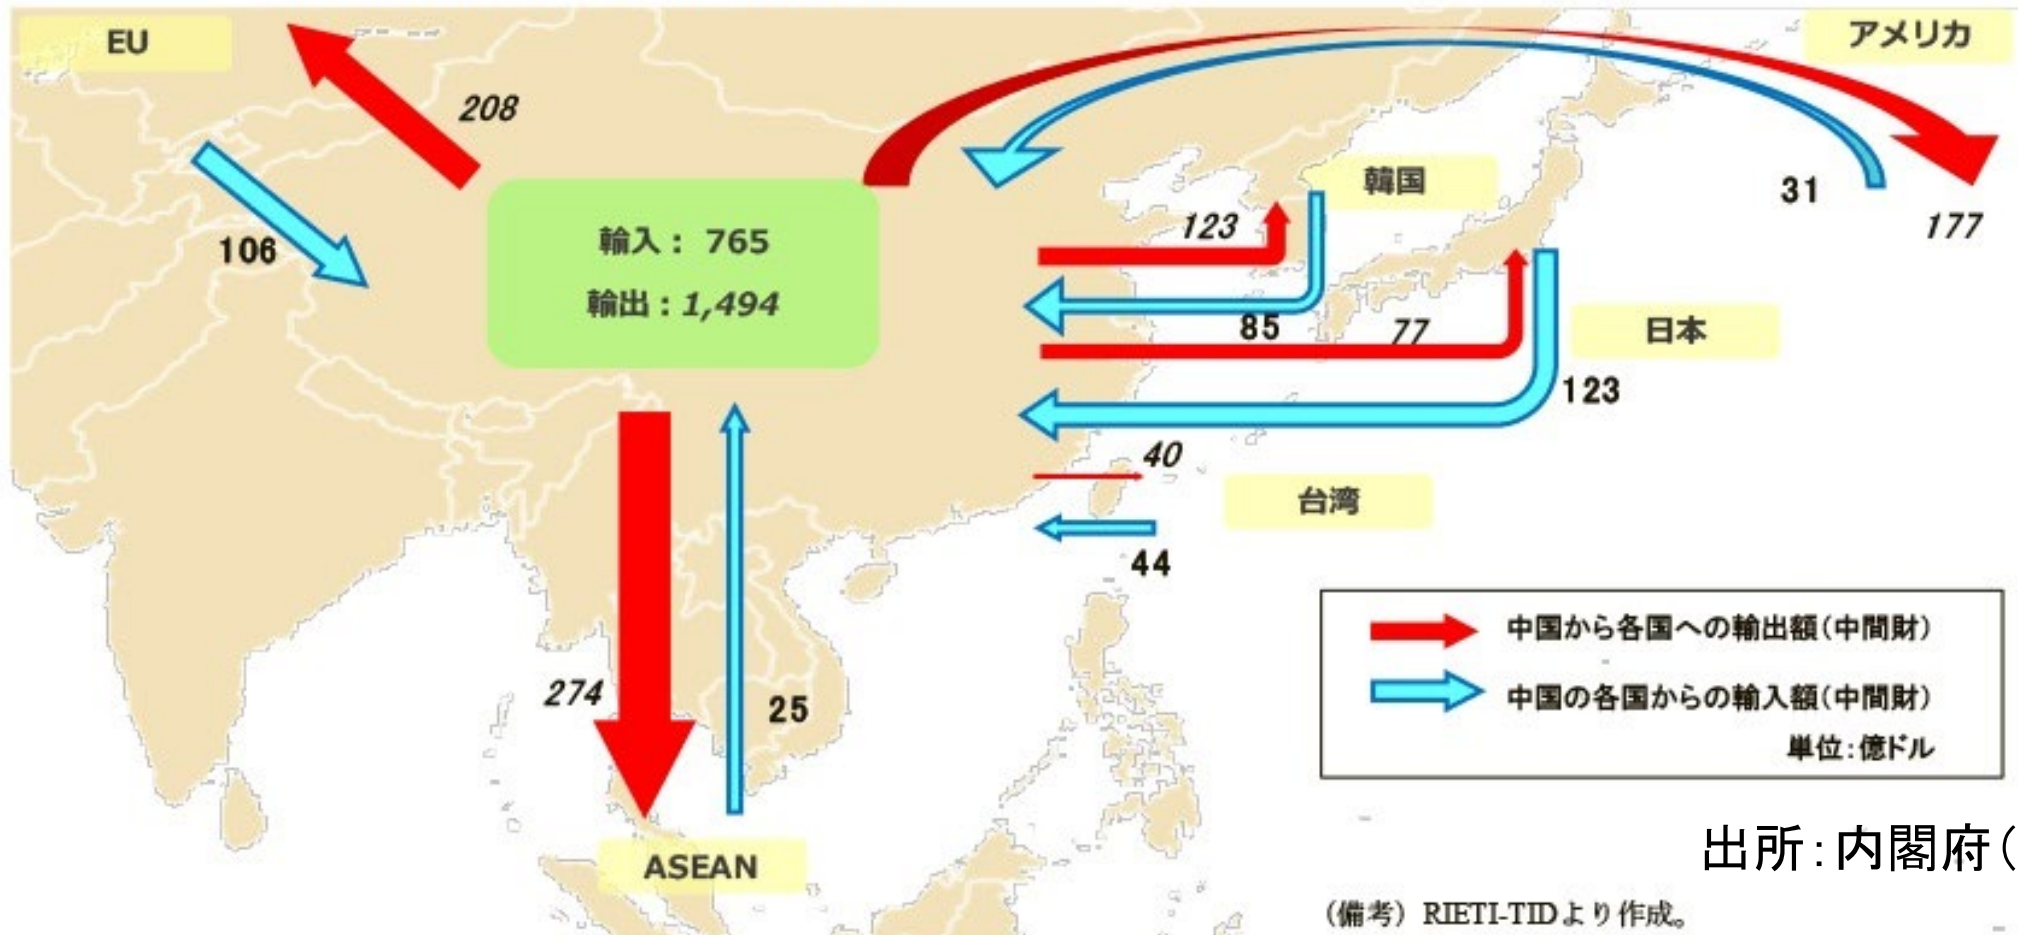 EU
アメリカ
208
韓国
31
123
177
輸入： 765
106
輸出：1,494
85
77
日本
123
40
台湾
44
中国から各国への輸出額（中間財）
274
25
中国の各国からの輸入額（中間財）
単位：億ドル
出所：内閣府（
ASEAN
（備考）RIETI-TIDより作成。